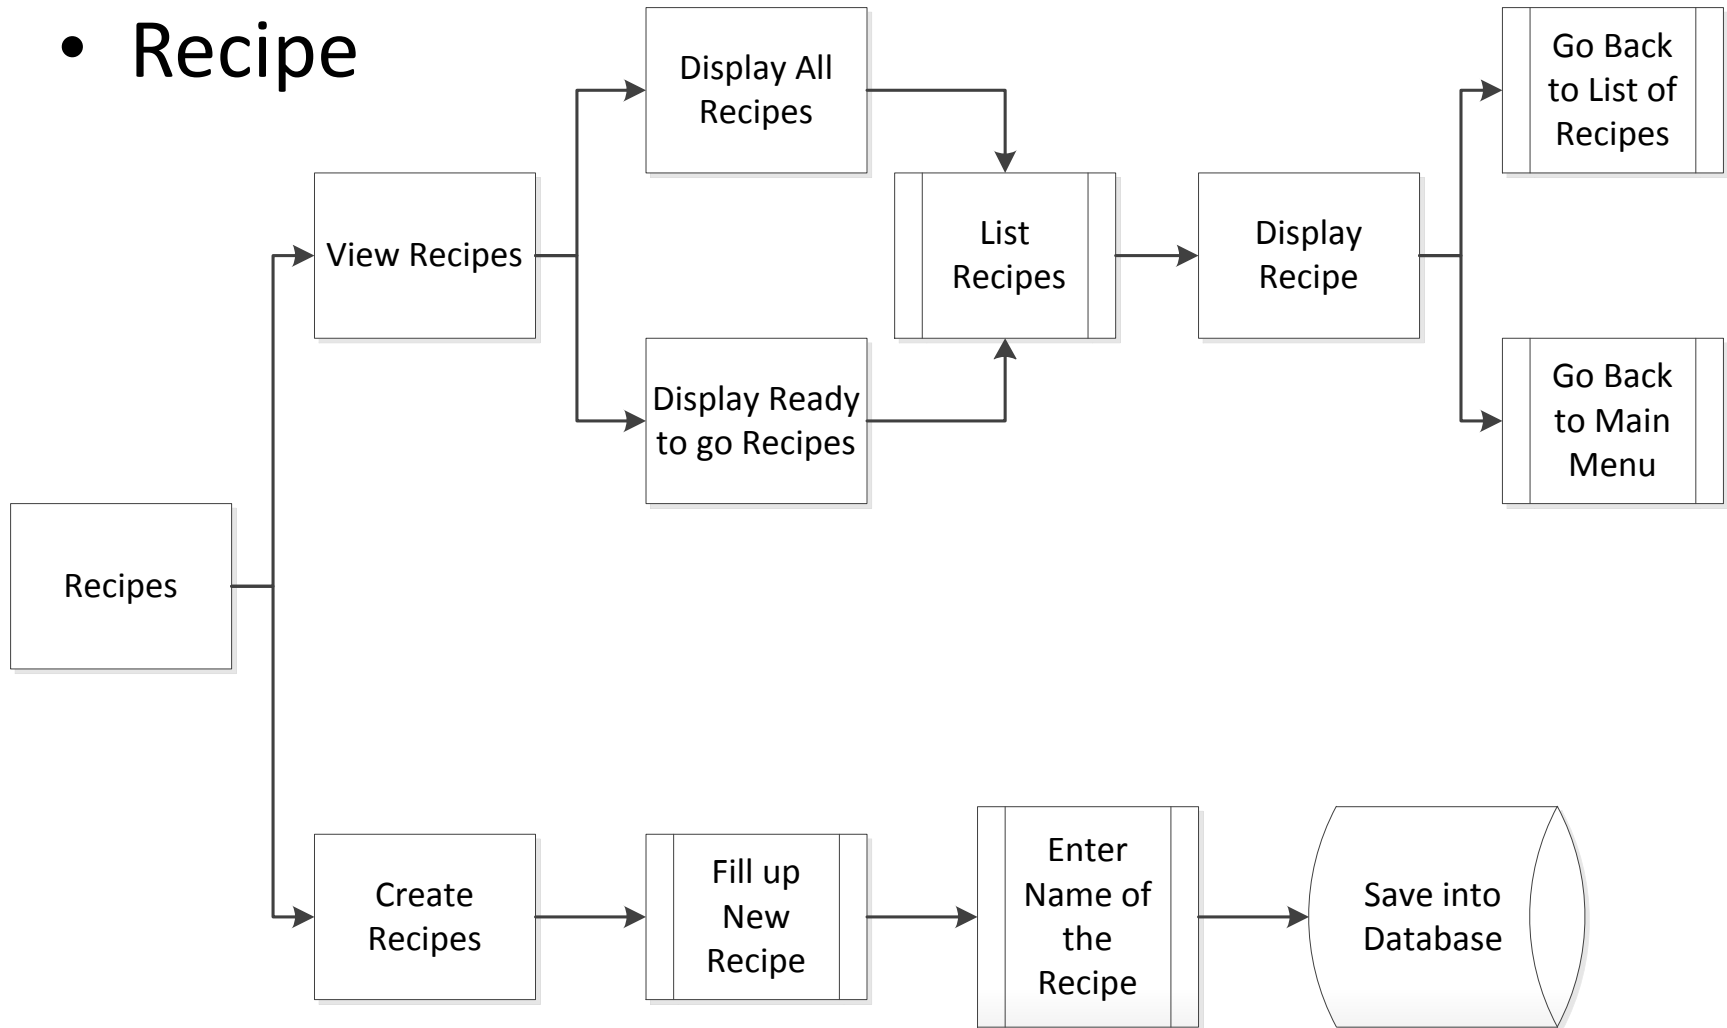 • Recipe
Display All
Recipes
Go Back
to List of
Recipes
View Recipes
List
Recipes
Display
Recipe
Display Ready
to go Recipes
Go Back
to Main
Menu
Recipes
Create
Recipes
Fill up
New
Recipe
Enter
Name of
the
Recipe
Save into
Database